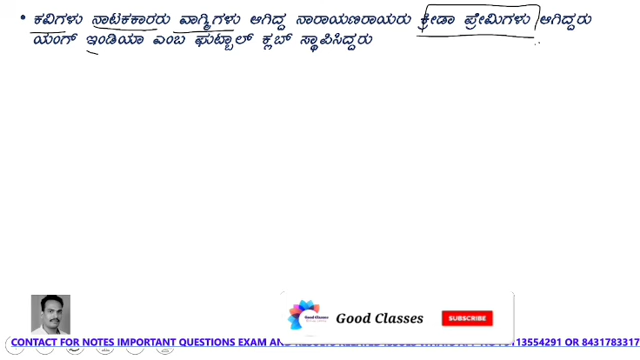 • ಕವಿಗಳು ನಾಟಕಕಾರರು ವಾಗ್ಮಿಗಳು ಆಗಿದ್ದ ನಾರಾಯಣರಾಯರು ಕ್ರೀಡಾ ಪ್ರೇಮಿಗಳು ಆಗಿದ್ದರು
ಯಂಗ್ ಇಂಡಿಯಾ ಎಂಬ ಫುಟ್ಬಾಲ್ ಕ್ಲಬ್ ಸ್ಥಾಪಿಸಿದ್ದರು
Good Classes
SUBSCRIBE
CONTACT FOR NOTES IMPORTANT QUESTIONS EXAM AND OR 8431783317